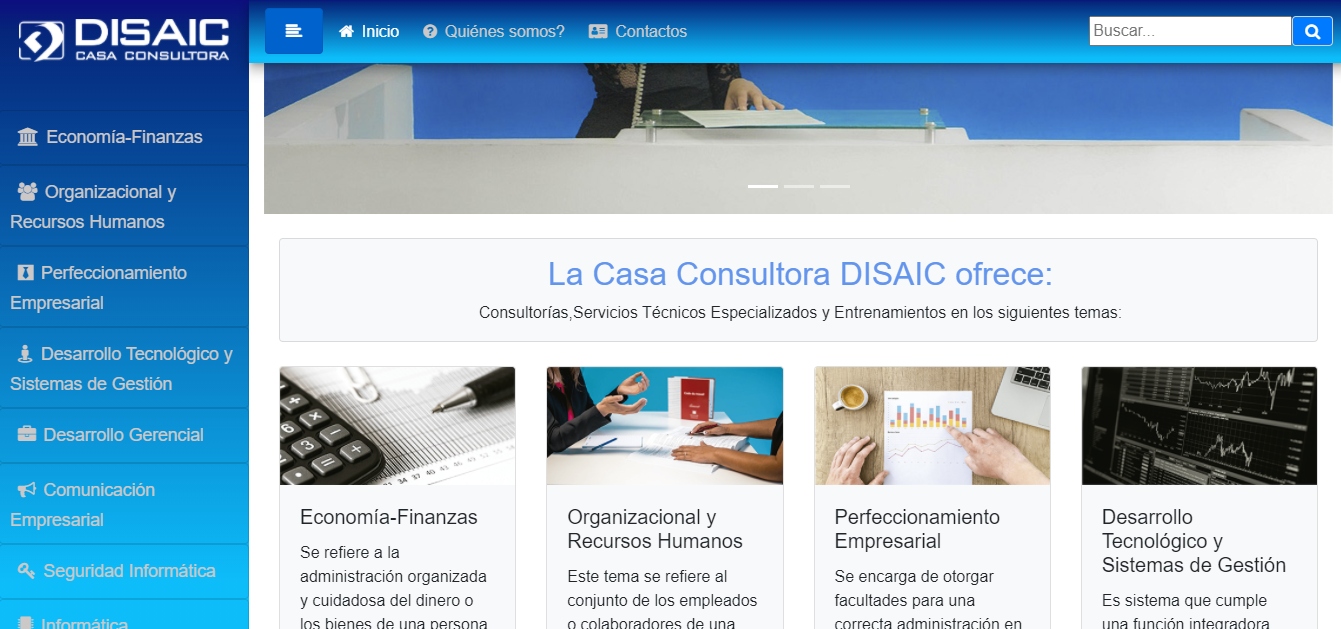 DISAIC
CASA CONSULTORA
Inicio
Quiénes somos?
Contactos
Buscar...
Economía-Finanzas
Organizacional y
Recursos Humanos
Perfeccionamiento
Empresarial
Desarrollo Tecnológico y
Sistemas de Gestión
Desarrollo Gerencial
Comunicación
Empresarial
Seguridad Informática
Informática
La Casa Consultora DISAIC ofrece:
Consultorías,Servicios Técnicos Especializados y Entrenamientos en los siguientes temas:
Economía-Finanzas
Se refiere a la
administración organizada
y cuidadosa del dinero o
los bienes de una persona
Organizacional y
Recursos Humanos
Este tema se refiere al
conjunto de los empleados
o colaboradores de una
Perfeccionamiento
Empresarial
Se encarga de otorgar
facultades para una
correcta administración en
Desarrollo
Tecnológico y
Sistemas de Gestión
Es sistema que cumple
una función integradora